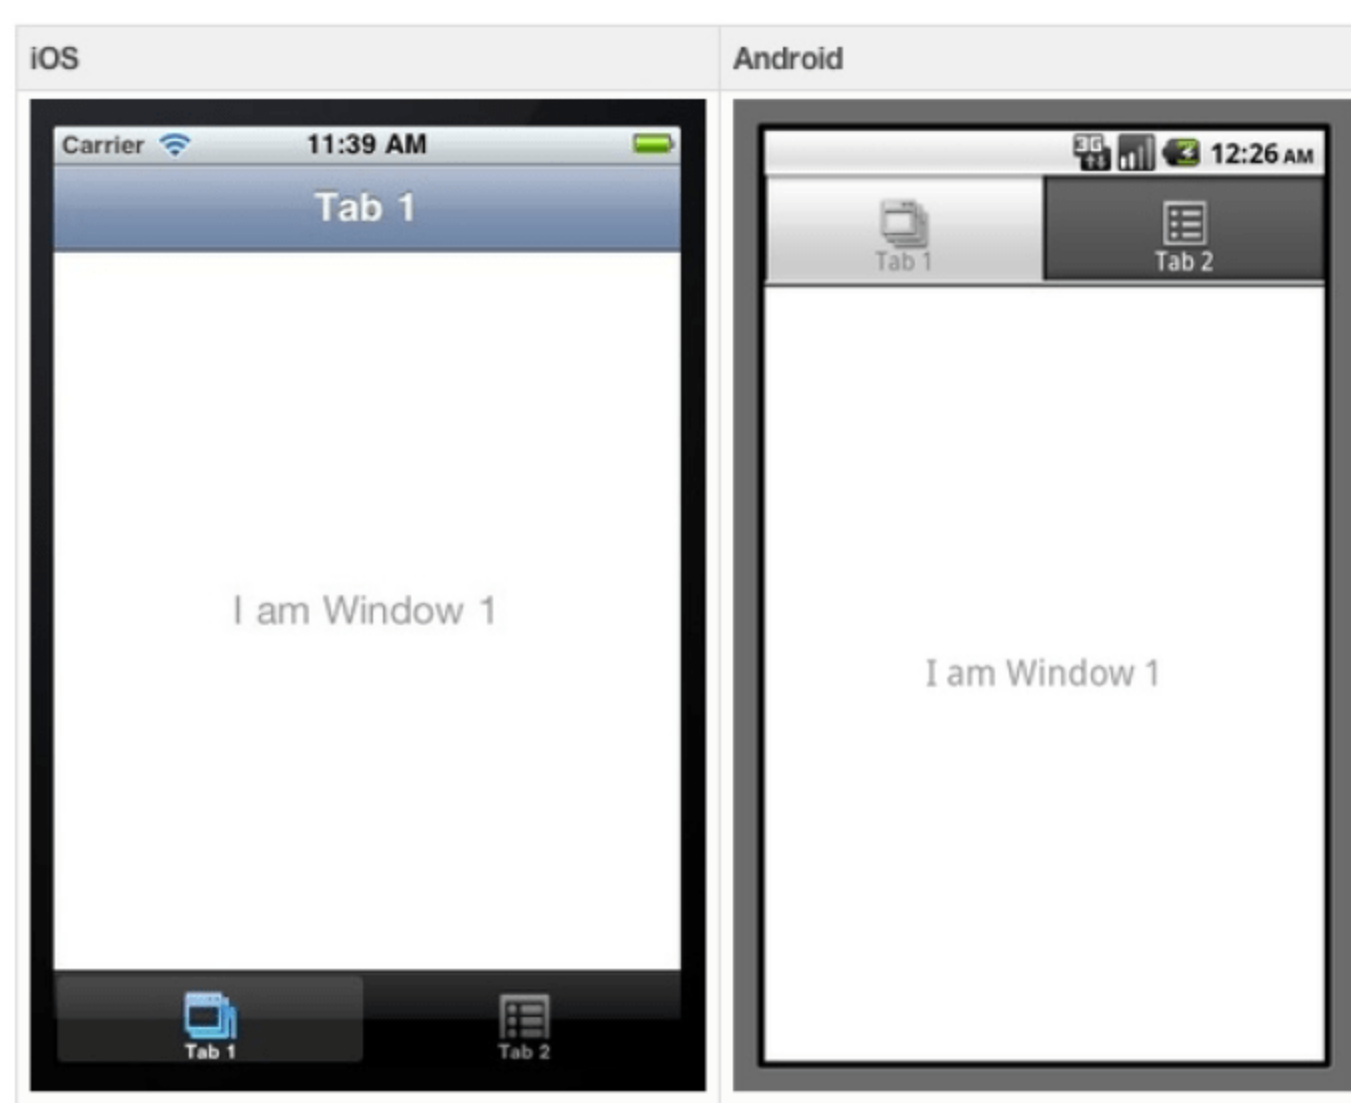 iOS
Android
Carrier 11:39 AM
Tab 1
I am Window 1
Tab 1 Tab 2
3G 12:26 AM
Tab 1 Tab 2
I am Window 1